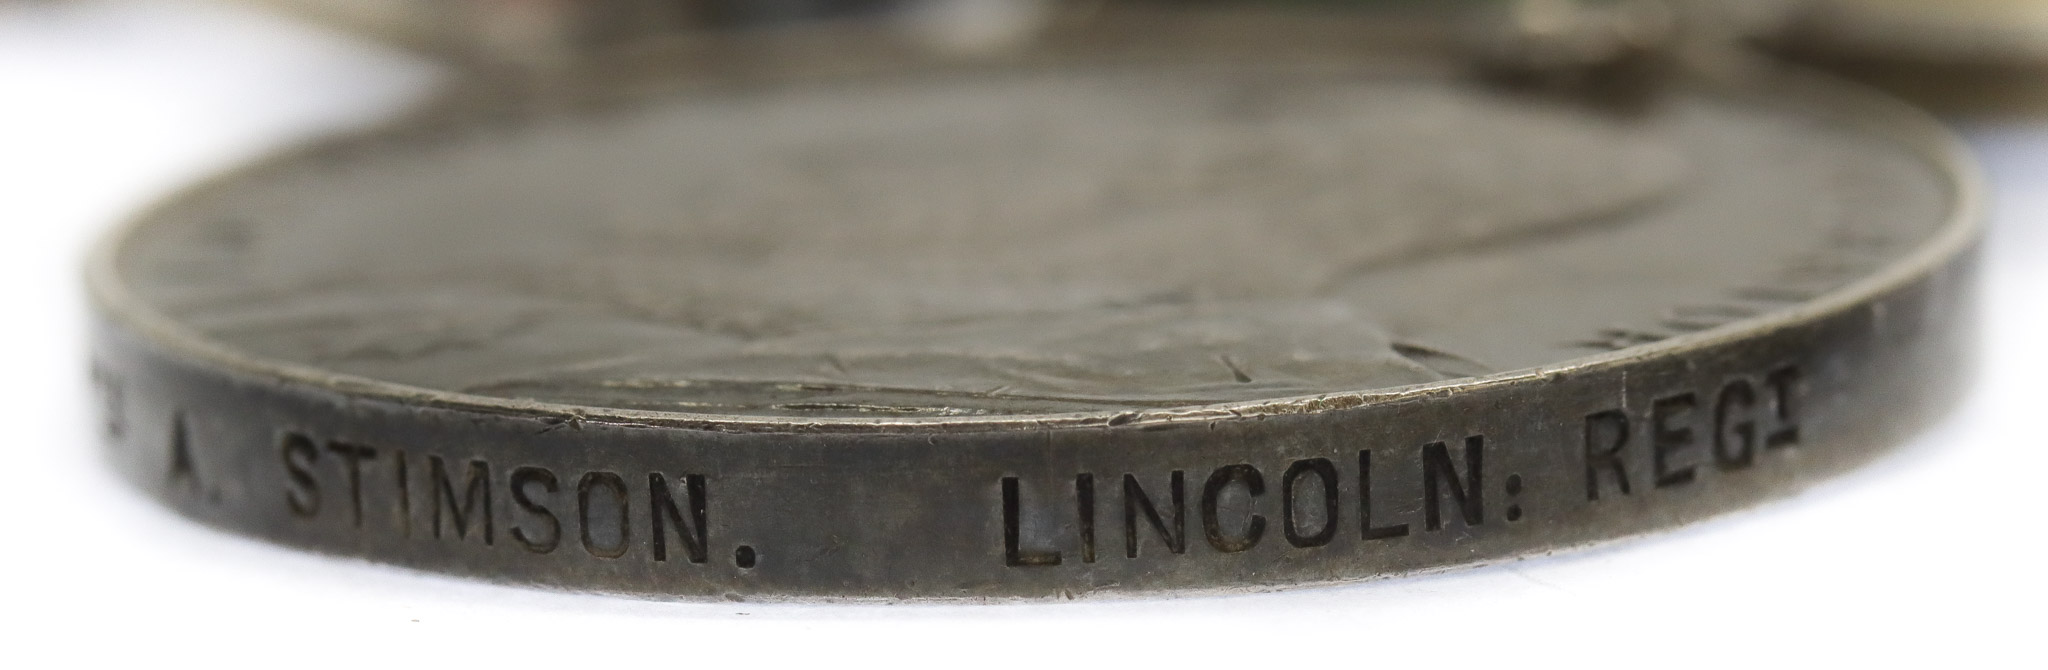 A. STIMSON. LINCOLN: REGT